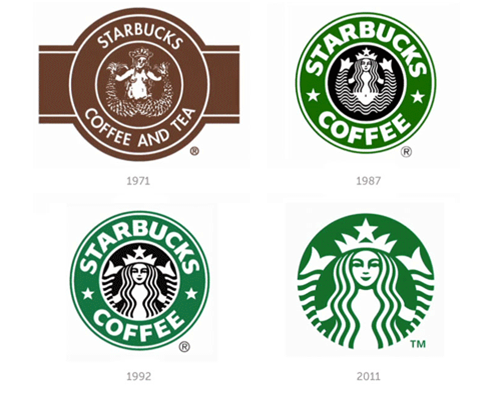 STARBUCKS
COFFEE AND TEA
®
1971
STARBUCKS
COFFEE
®
1987
STARBUCKS
COFFEE
®
1992
TM
2011